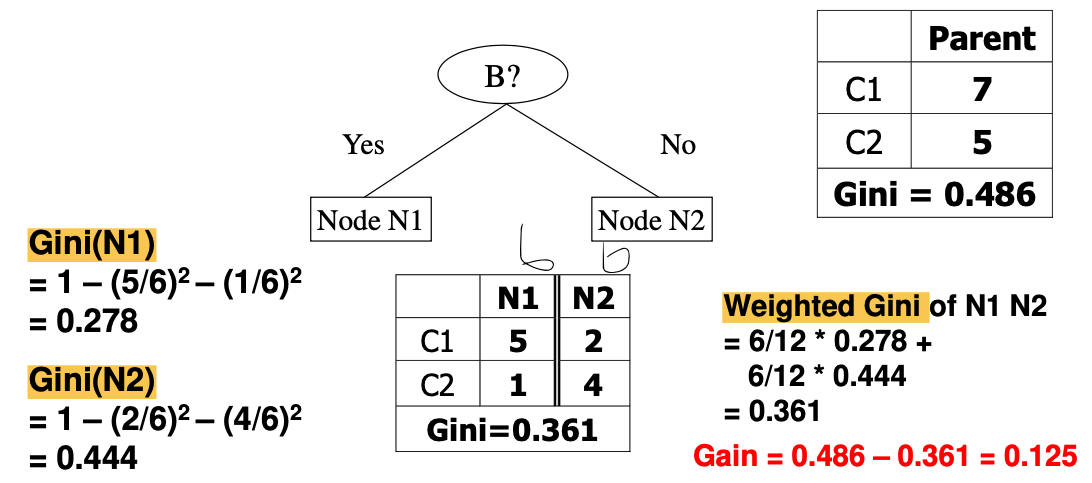 B?
Yes
No
Node N1
Node N2
Parent
C1 7
C2 5
Gini = 0.486
Gini(N1)
= 1 – (5/6)² – (1/6)²
= 0.278
Gini(N2)
= 1 – (2/6)² – (4/6)²
= 0.444
6 6
N1 N2
C1 5 2
C2 1 4
Gini=0.361
Weighted Gini of N1 N2
= 6/12 * 0.278 +
6/12 * 0.444
= 0.361
Gain = 0.486 – 0.361 = 0.125